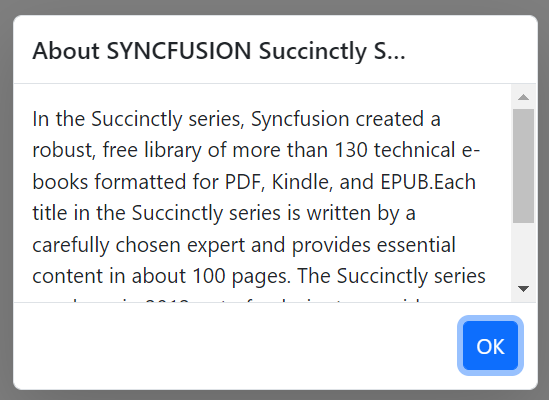 About SYNCFUSION Succinctly S...
In the Succinctly series, Syncfusion created a
robust, free library of more than 130 technical e-
books formatted for PDF, Kindle, and EPUB.Each
title in the Succinctly series is written by a
carefully chosen expert and provides essential
content in about 100 pages. The Succinctly series
OK